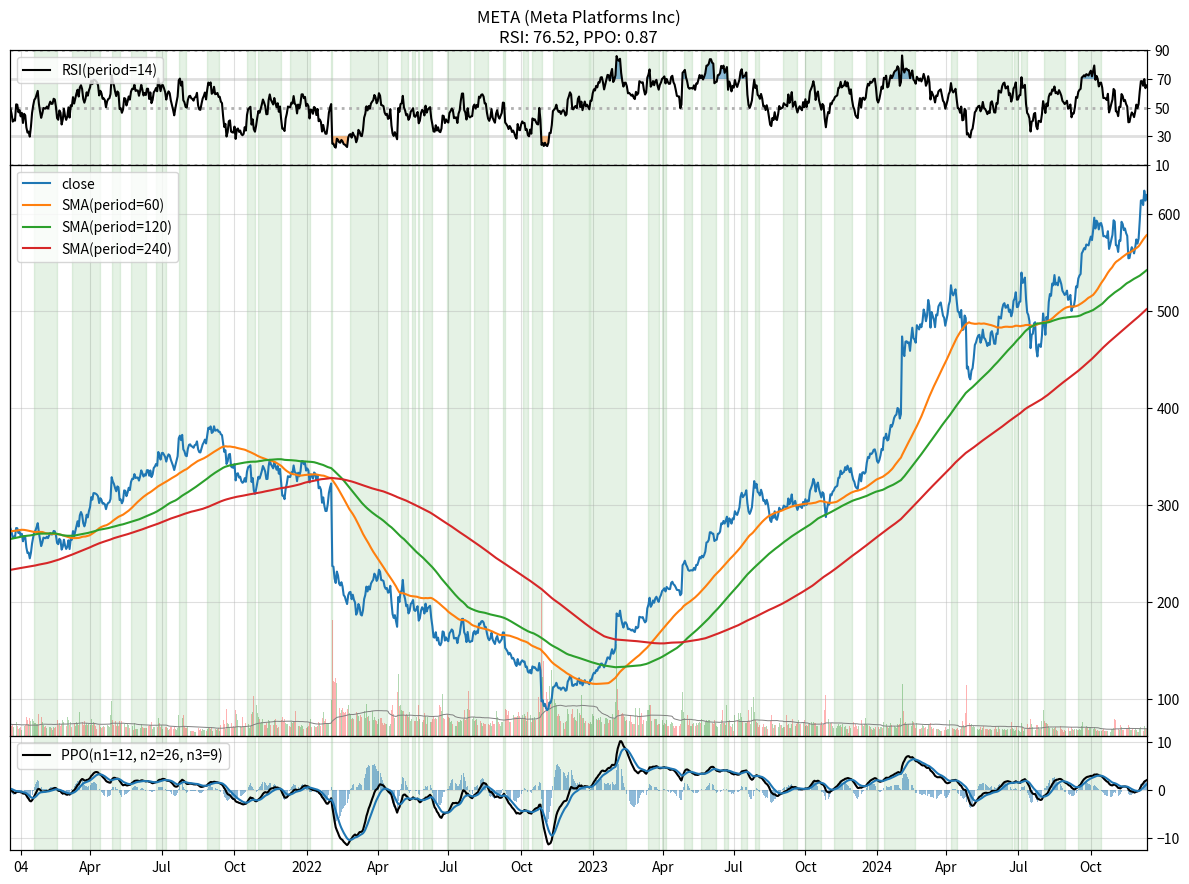 META (Meta Platforms Inc)
RSI: 76.52, PPO: 0.87
RSI(period=14)
90
70
50
30
10
close
SMA(period=60)
SMA(period=120)
SMA(period=240)
600
500
400
300
200
100
PPO(n1=12, n2=26, n3=9)
10
0
−10
04 Apr Jul Oct 2022 Apr Jul Oct 2023 Apr Jul Oct 2024 Apr Jul Oct